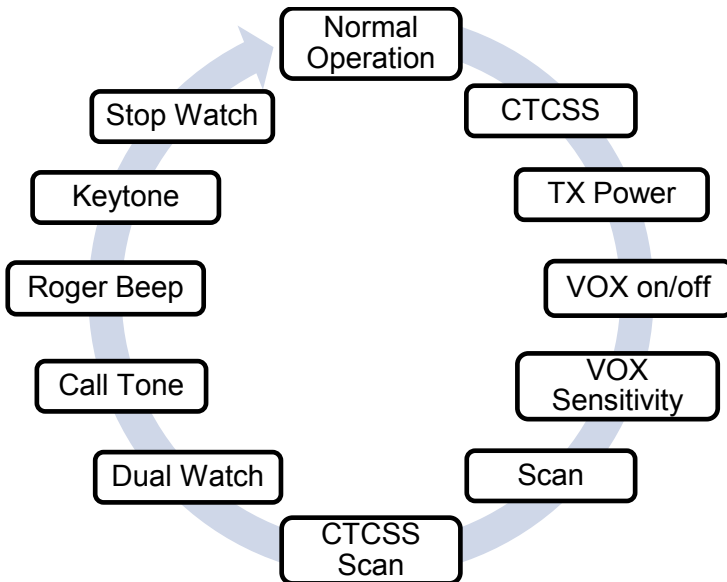 Normal
Operation
CTCSS
TX Power
VOX on/off
VOX
Sensitivity
Scan
CTCSS
Scan
Dual Watch
Call Tone
Roger Beep
Keytone
Stop Watch